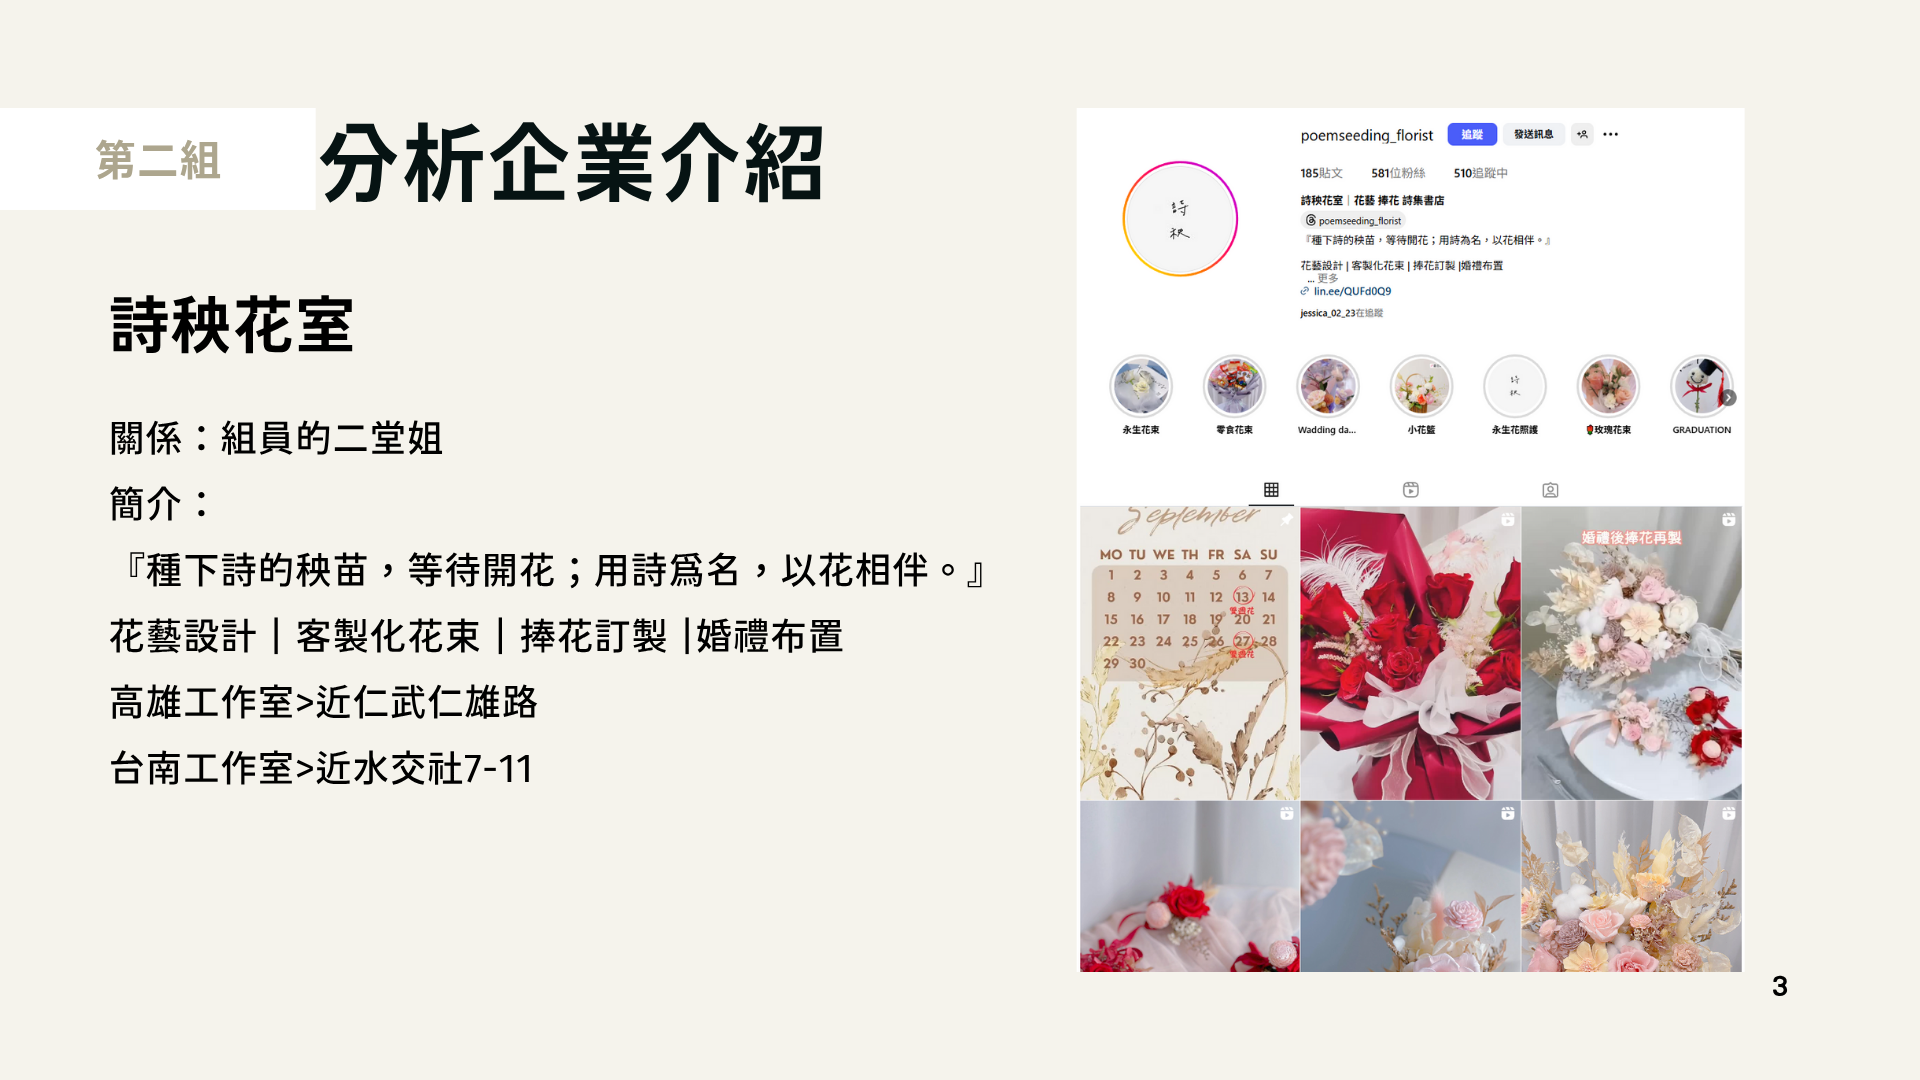 第二組
分析企業介紹
詩秧花室
關係：組員的二堂姐
簡介：
『種下詩的秧苗，等待開花；用詩爲名，以花相伴。』
花藝設計 | 客製化花束 | 捧花訂製 |婚禮布置
高雄工作室>近仁武仁雄路
台南工作室>近水交社7-11
poemseeding_florist
追蹤
發送訊息
185貼文 581位粉絲 510追蹤中
詩秧花室｜花藝 捧花 詩集書店
poemseeding_florist
『種下詩的秧苗，等待開花；用詩為名，以花相伴。』
花藝設計 | 客製化花束 | 捧花訂製 |婚禮布置
... 更多
lin.ee/QUFd0Q9
jessica_02_23在追蹤
詩
秧
詩
秧
永生花束
零食花束
Wadding da...
小花籃
永生花照護
玫瑰花束
GRADUATION
September
MO TU WE TH FR SA SU
1 2 3 4 5 6 7
8 9 10 11 12 13 14
15 16 17 18 19 20 21
22 23 24 25 26 27 28
29 30
婚禮後捧花再製
3